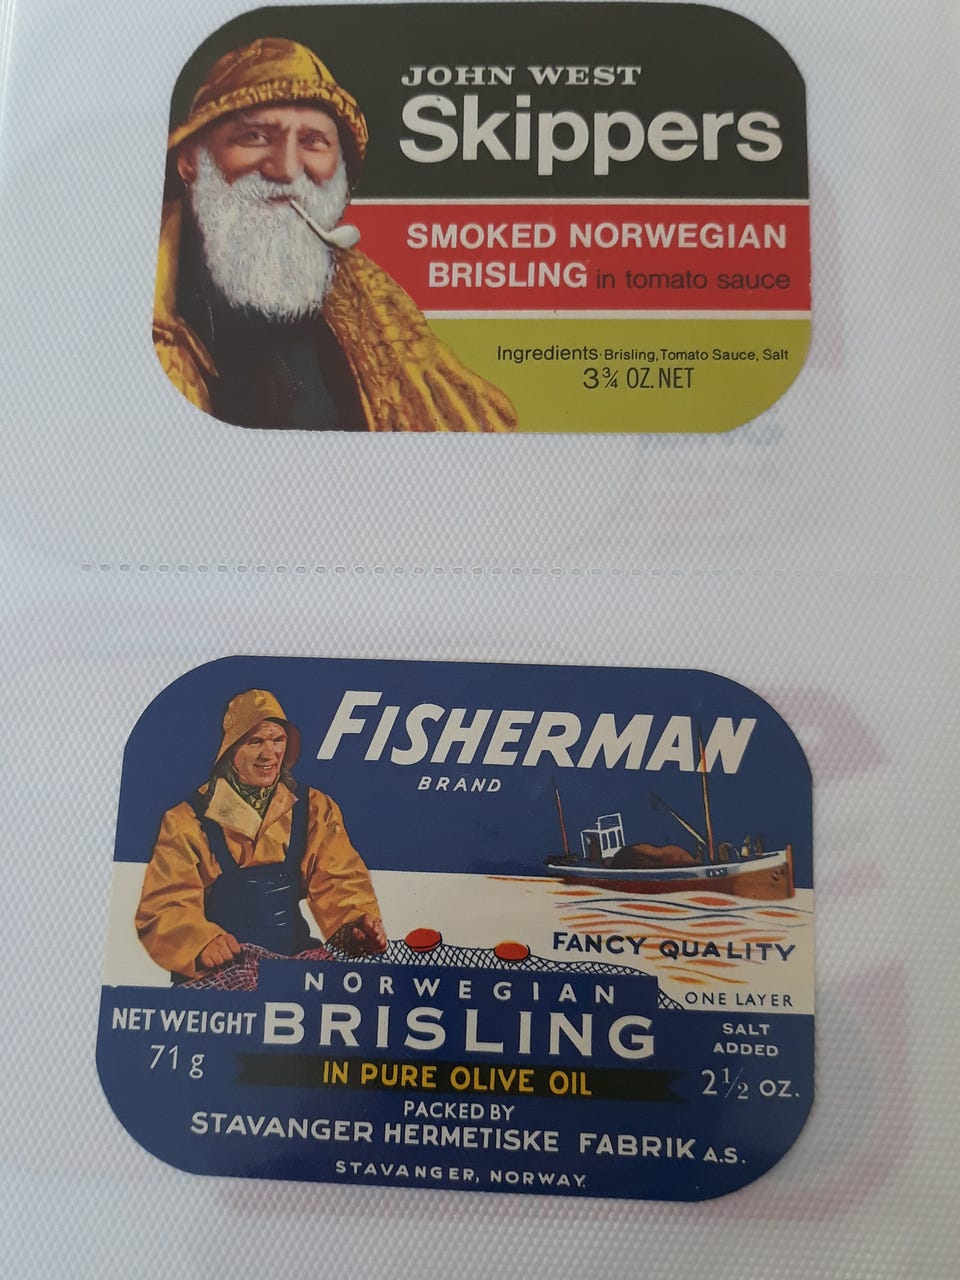 JOHN WEST
Skippers
SMOKED NORWEGIAN
BRISLING in tomato sauce
Ingredients·Brisling, Tomato Sauce, Salt
3¾ OZ. NET
FISHERMAN
BRAND
FANCY QUALITY
ONE LAYER
NORWEGIAN
BRISLING
NET WEIGHT
71 g
SALT
ADDED
2½ OZ.
IN PURE OLIVE OIL
PACKED BY
STAVANGER HERMETISKE FABRIK A.S.
STAVANGER, NORWAY.